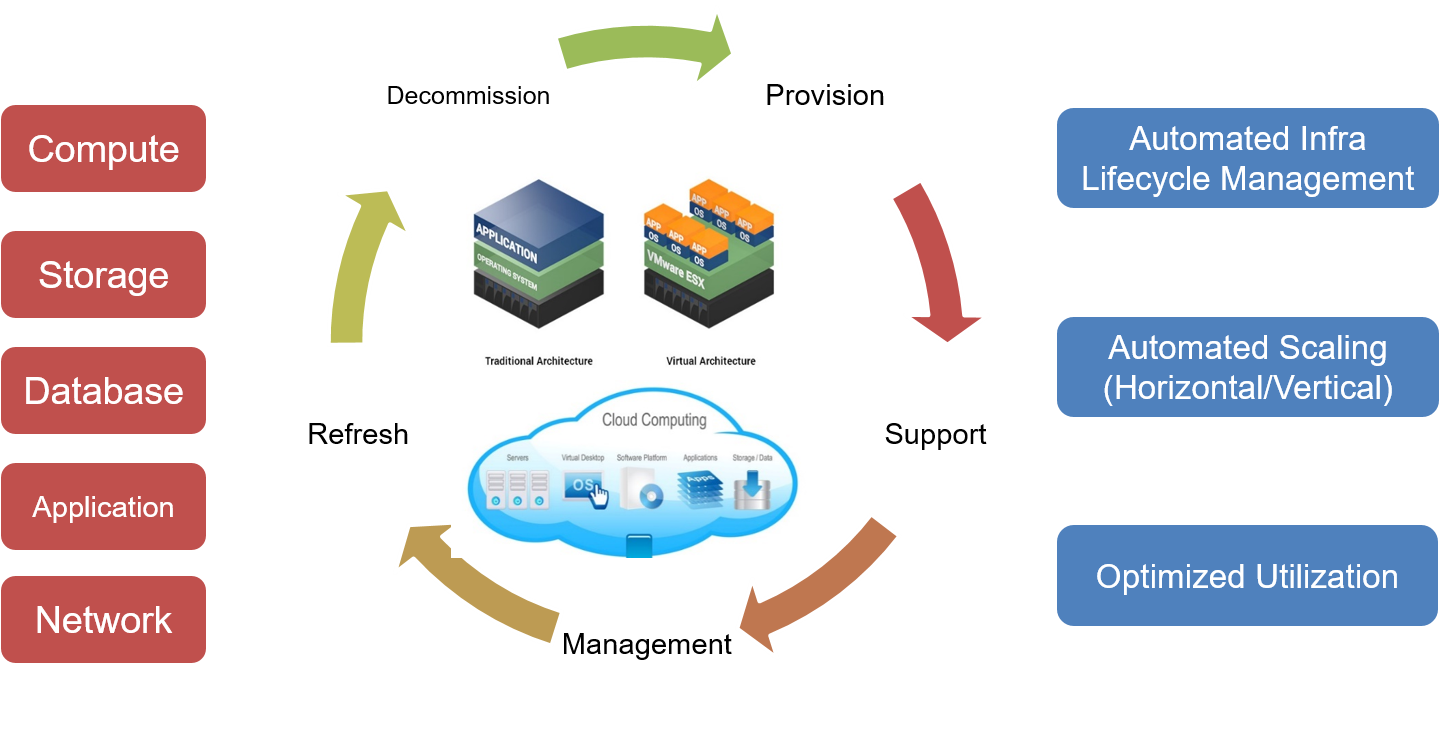 Decommission
Provision
Compute
Storage
Database
Application
Network
APPLICATION
OPERATING SYSTEM
Traditional Architecture
APP
APP
APP
OS
OS
OS
APP
APP
APP
OS
OS
OS
VMware ESX
Virtual Architecture
Refresh
Support
Cloud Computing
Servers
Virtual Desktop
Software Platform
Applications
Storage / Data
OS
Apps
Management
Automated Infra
Lifecycle Management
Automated Scaling
(Horizontal/Vertical)
Optimized Utilization